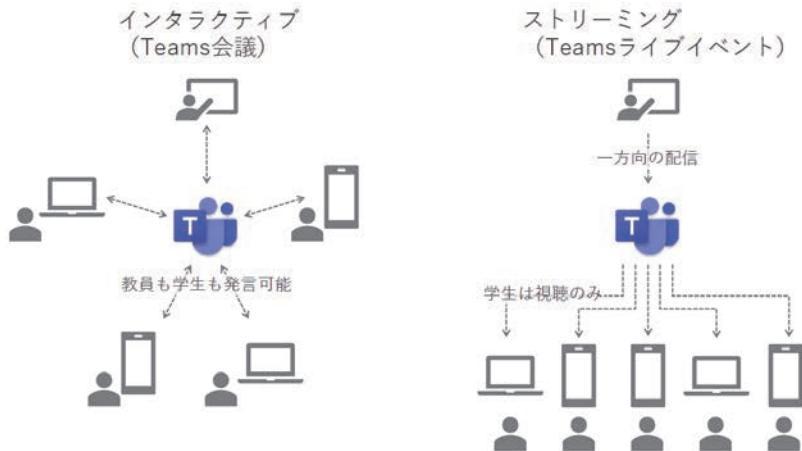 インタラクティブ
(Teams会議)
教員も学生も発言可能
ストリーミング
(Teamsライブイベント)
一方向の配信
学生は視聴のみ
T
T